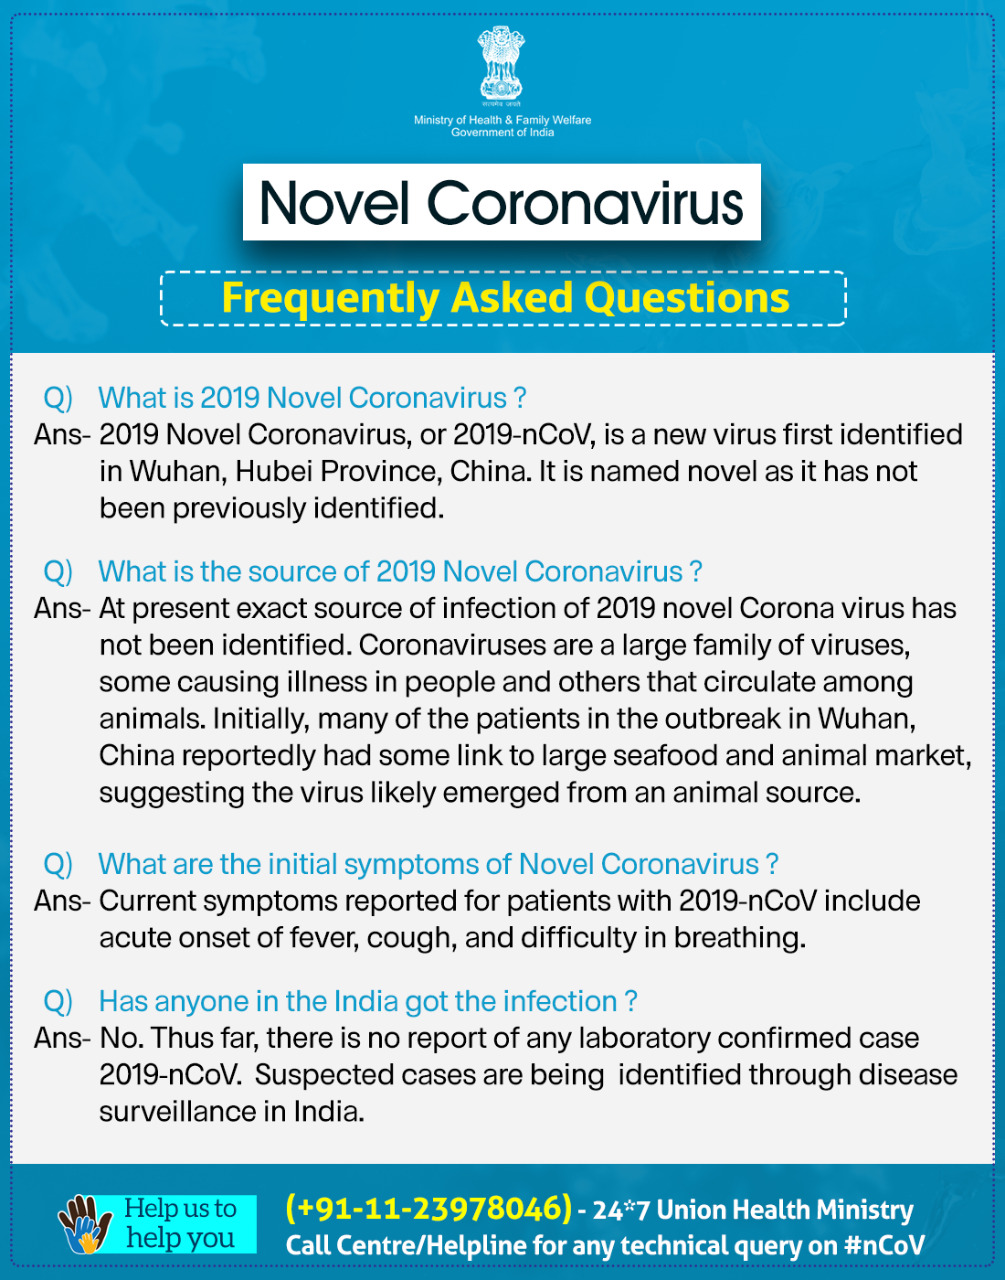 सत्यमेव जयते
Ministry of Health & Family Welfare
Government of India
Novel Coronavirus
Frequently Asked Questions
Q) What is 2019 Novel Coronavirus ?
Ans- 2019 Novel Coronavirus, or 2019-nCoV, is a new virus first identified
in Wuhan, Hubei Province, China. It is named novel as it has not
been previously identified.
Q) What is the source of 2019 Novel Coronavirus ?
Ans- At present exact source of infection of 2019 novel Corona virus has
not been identified. Coronaviruses are a large family of viruses,
some causing illness in people and others that circulate among
animals. Initially, many of the patients in the outbreak in Wuhan,
China reportedly had some link to large seafood and animal market,
suggesting the virus likely emerged from an animal source.
Q) What are the initial symptoms of Novel Coronavirus ?
Ans- Current symptoms reported for patients with 2019-nCoV include
acute onset of fever, cough, and difficulty in breathing.
Q) Has anyone in the India got the infection ?
Ans- No. Thus far, there is no report of any laboratory confirmed case
2019-nCoV.  Suspected cases are being  identified through disease
surveillance in India.
Help us to
help you
(+91-11-23978046) - 24*7 Union Health Ministry
Call Centre/Helpline for any technical query on #nCoV